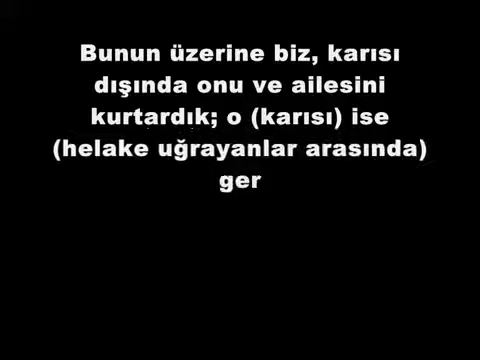 Bunun üzerine biz, karısı
dışında onu ve ailesini
kurtardık; o (karısı) ise
(helake uğrayanlar arasında)
ger